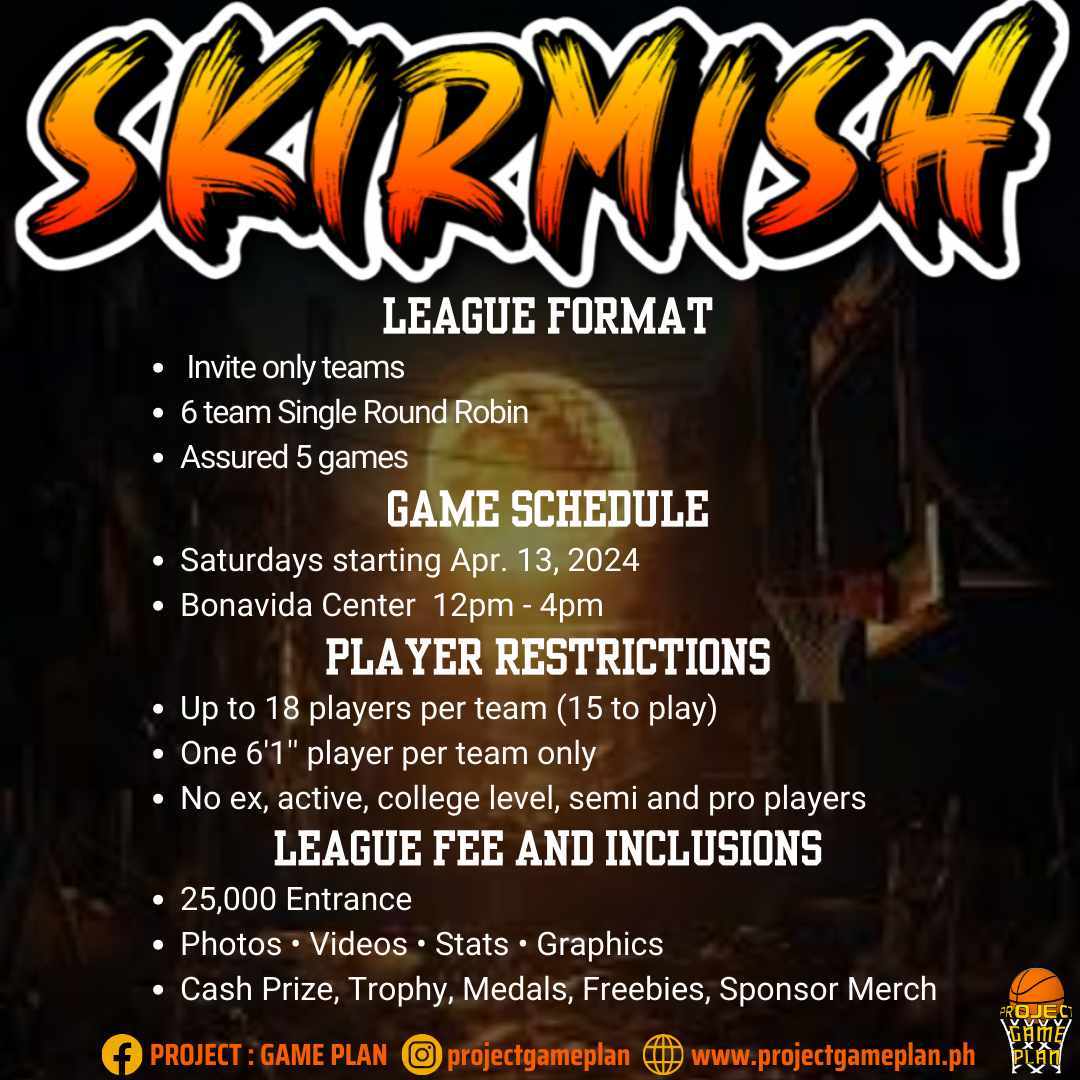 SKIRMISH
LEAGUE FORMAT
• Invite only teams
• 6 team Single Round Robin
• Assured 5 games
GAME SCHEDULE
• Saturdays starting Apr. 13, 2024
• Bonavida Center 12pm - 4pm
PLAYER RESTRICTIONS
• Up to 18 players per team (15 to play)
• One 6'1" player per team only
• No ex, active, college level, semi and pro players
LEAGUE FEE AND INCLUSIONS
• 25,000 Entrance
• Photos • Videos • Stats • Graphics
• Cash Prize, Trophy, Medals, Freebies, Sponsor Merch
PROJECT : GAME PLAN projectgameplan www.projectgameplan.ph
PROJECT
GAME
PLAN